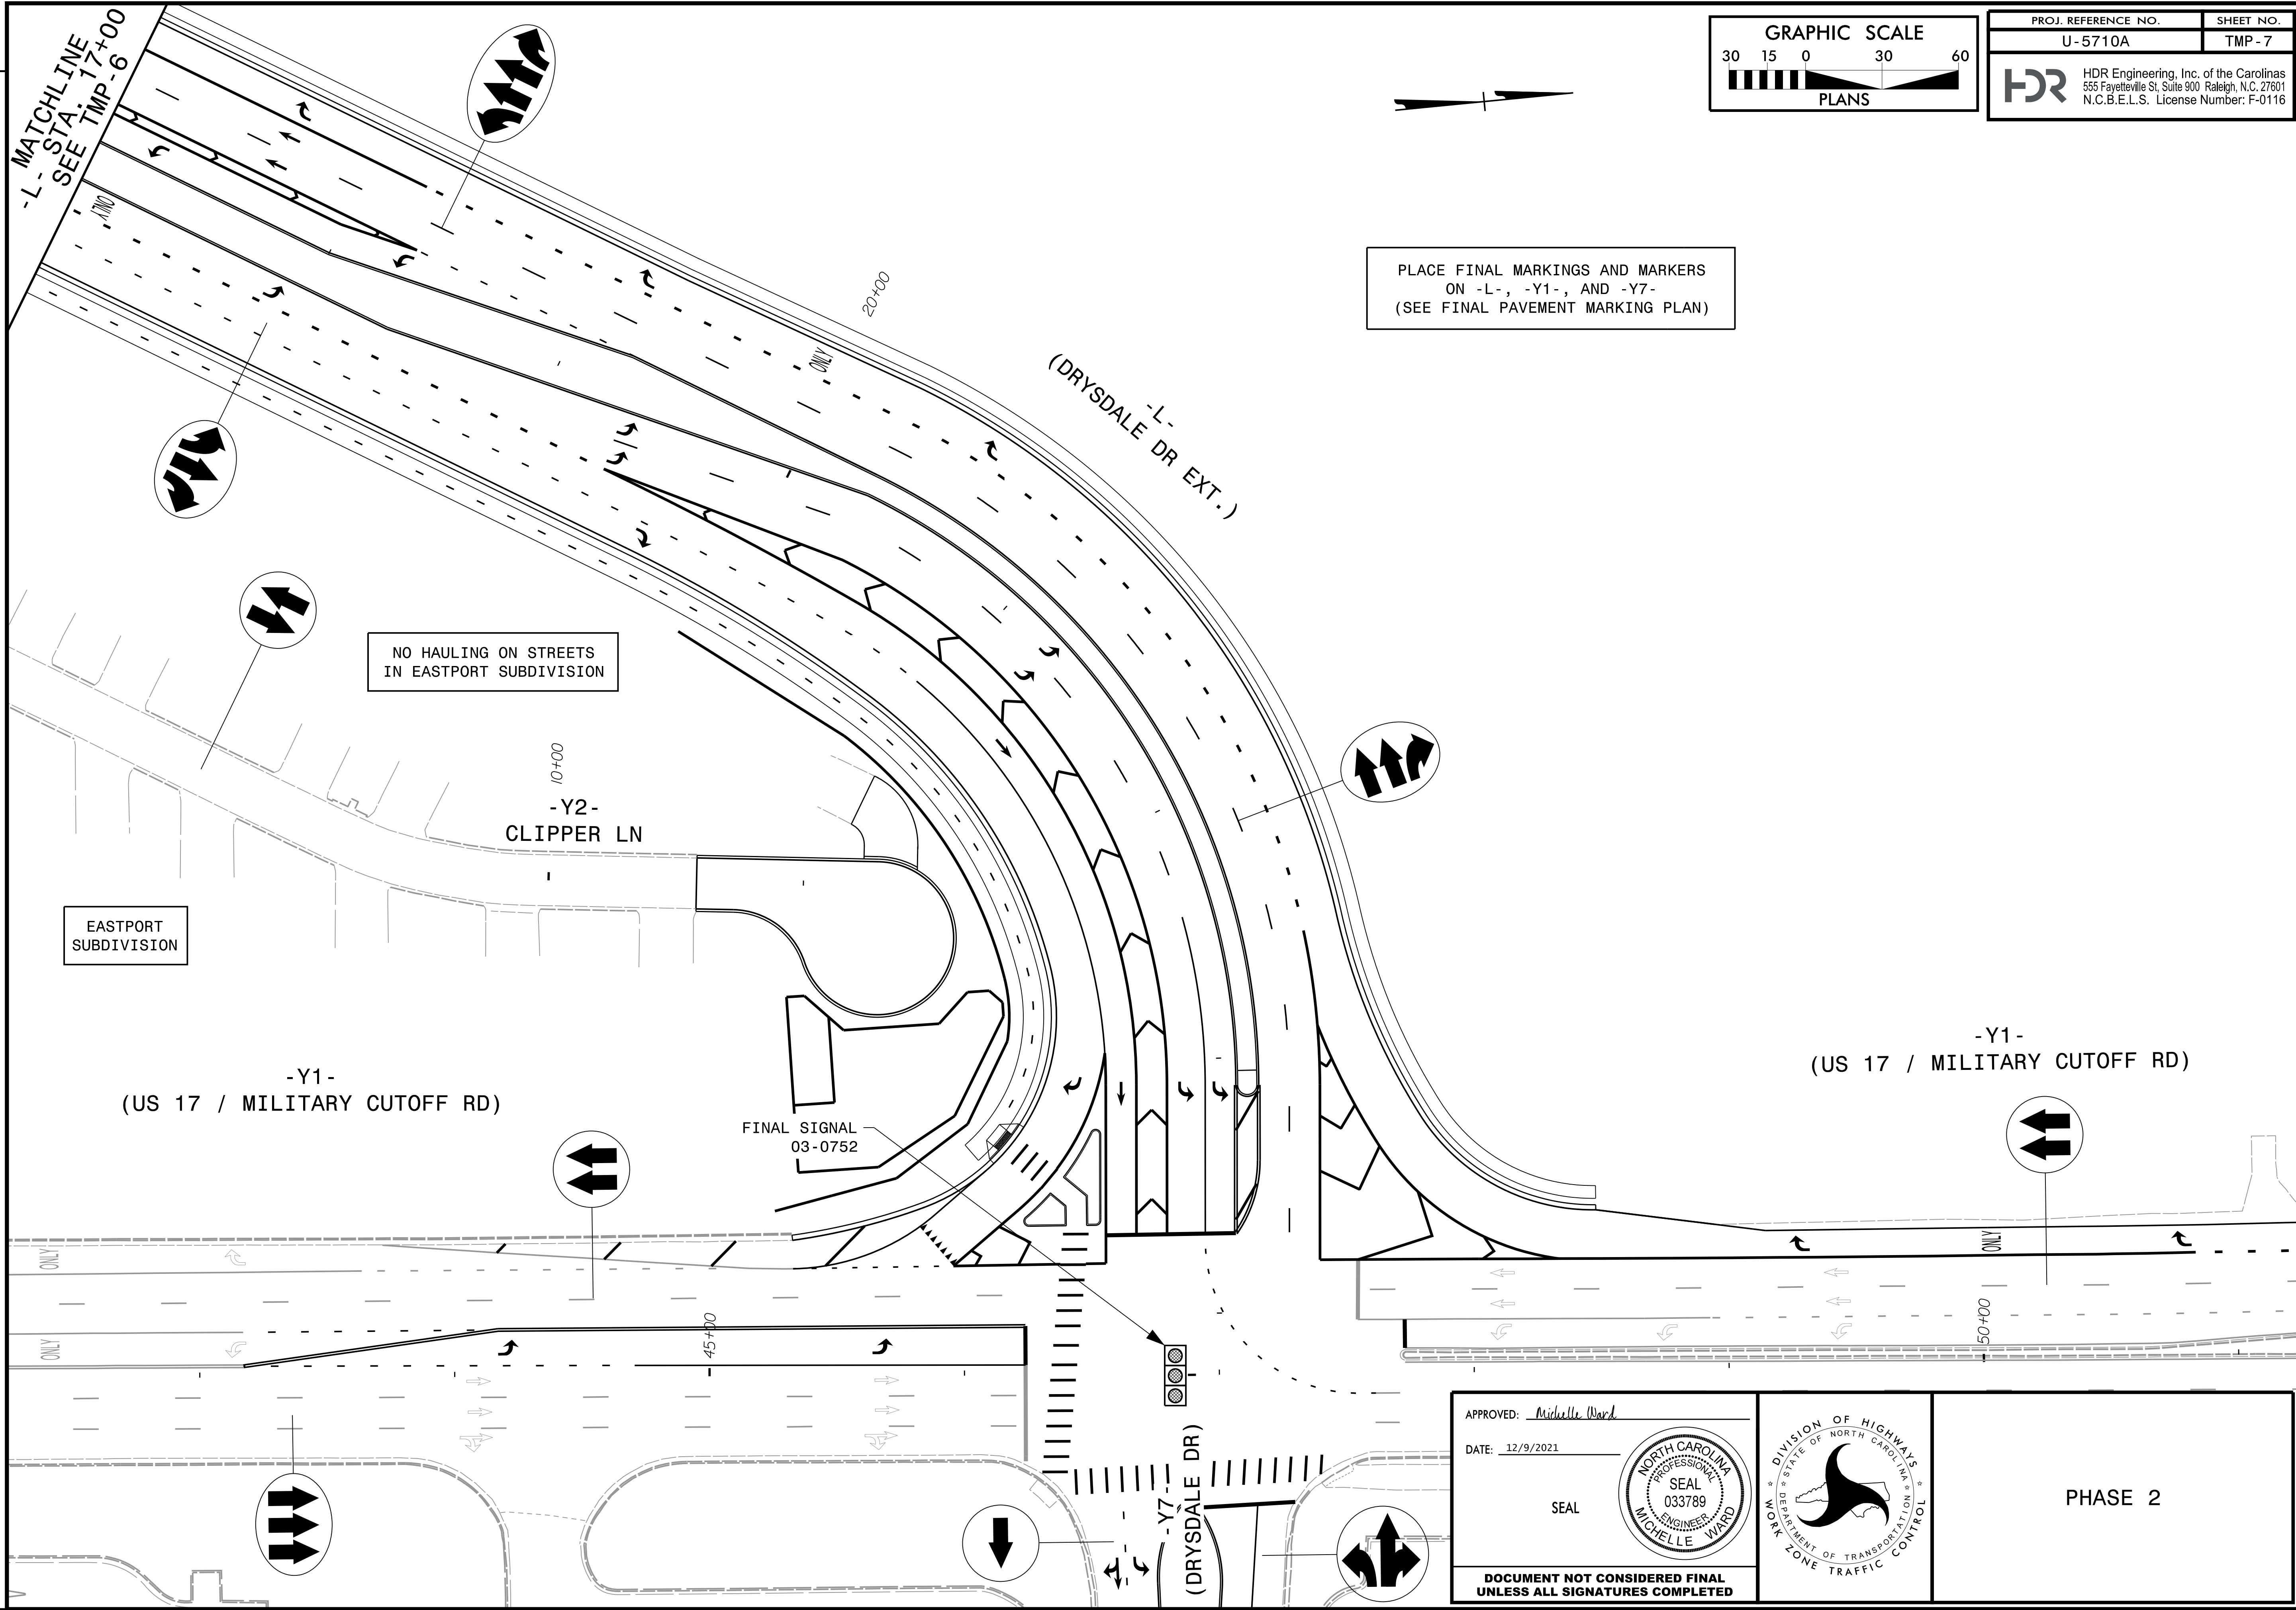 MATCHLINE
-L- STA. 17+00
SEE TMP-6
GRAPHIC SCALE
30 15 0 30 60
PLANS
PROJ. REFERENCE NO.
SHEET NO.
U-5710A
TMP-7
HDR
HDR Engineering, Inc. of the Carolinas
555 Fayetteville St, Suite 900 Raleigh, N.C. 27601
N.C.B.E.L.S. License Number: F-0116
ONLY
20+00
ONLY
PLACE FINAL MARKINGS AND MARKERS
ON -L-, -Y1-, AND -Y7-
(SEE FINAL PAVEMENT MARKING PLAN)
-L-
(DRYSDALE DR EXT.)
NO HAULING ON STREETS
IN EASTPORT SUBDIVISION
10+00
-Y2-
CLIPPER LN
EASTPORT
SUBDIVISION
-Y1-
(US 17 / MILITARY CUTOFF RD)
FINAL SIGNAL
03-0752
-Y1-
(US 17 / MILITARY CUTOFF RD)
ONLY
ONLY
ONLY
45+00
50+00
-Y7-
(DRYSDALE DR)
APPROVED: Michelle Ward
DATE: 12/9/2021
SEAL
NORTH CAROLINA
PROFESSIONAL
SEAL
033789
ENGINEER
MICHELLE WARD
DOCUMENT NOT CONSIDERED FINAL
UNLESS ALL SIGNATURES COMPLETED
DIVISION OF HIGHWAYS
STATE OF NORTH CAROLINA
DEPARTMENT OF TRANSPORTATION
WORK ZONE TRAFFIC CONTROL
PHASE 2